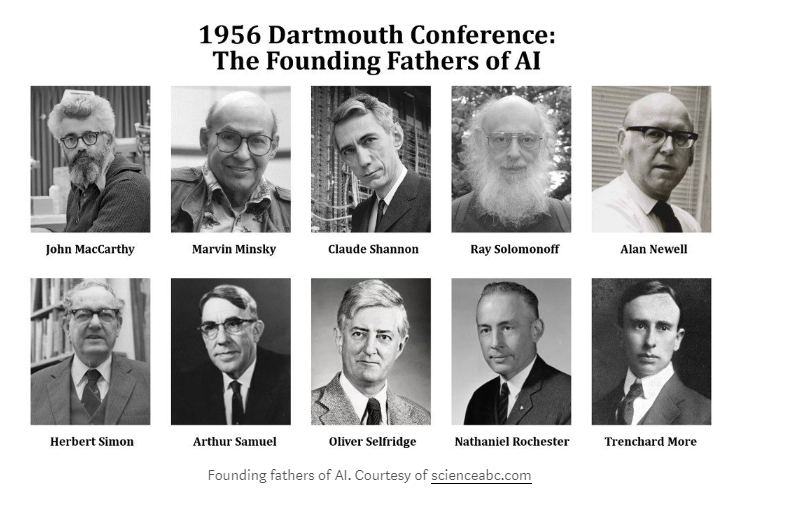 1956 Dartmouth Conference:
The Founding Fathers of AI
John MacCarthy
Marvin Minsky
Claude Shannon
Ray Solomonoff
Alan Newell
Herbert Simon
Arthur Samuel
Oliver Selfridge
Nathaniel Rochester
Trenchard More
Founding fathers of AI. Courtesy of scienceabc.com